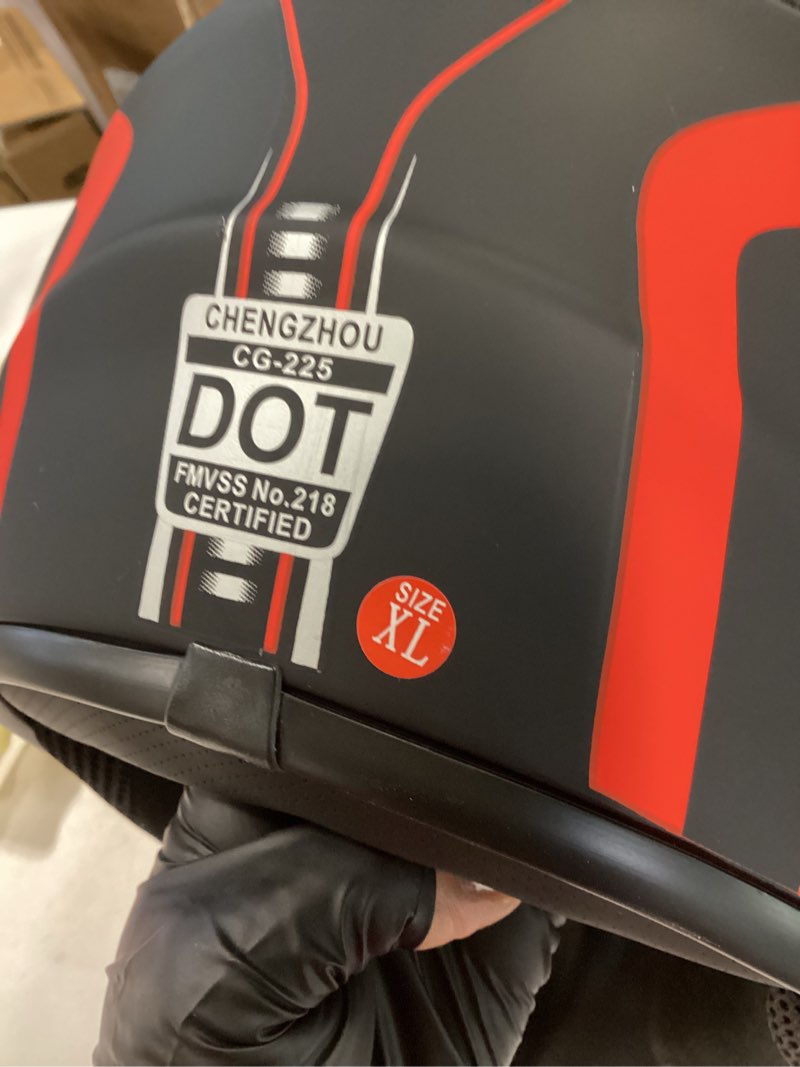 CHENGZHOU
CG-225
DOT
FMVSS No.218
CERTIFIED
SIZE
XL